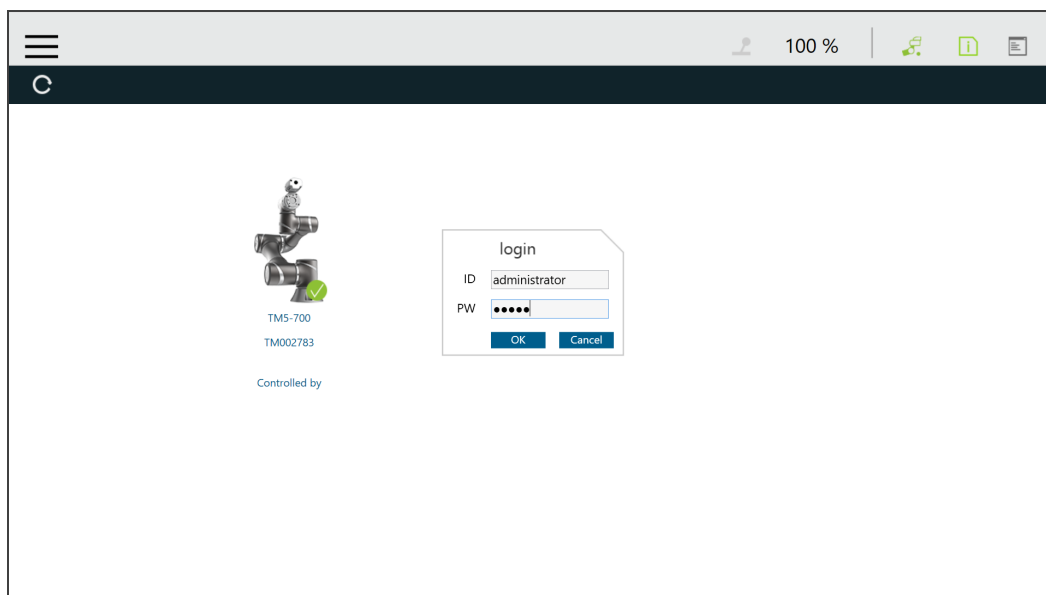 100 %
login
ID administrator
PW •••••
OK Cancel
TM5-700
TM002783
Controlled by